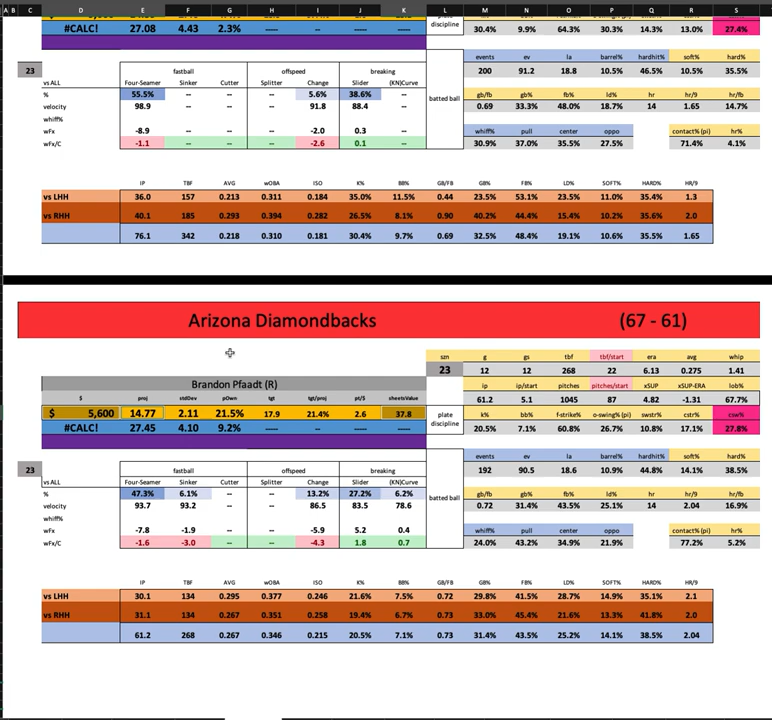 A B C D E F G H I J K L M N O P Q R S
#CALC! 27.08 4.43 2.3% ---- -- ---- ----
plate discipline
30.4% 9.9% 64.3% 30.3% 14.3% 13.0% 27.4%
23
fastball offspeed breaking
vs ALL Four-Seamer Sinker Cutter Splitter Change Slider (KN)Curve
% 55.5% -- -- -- 5.6% 38.6% --
velocity 98.9 -- -- -- 91.8 88.4 --
whiff%
wFx -8.9 -- -- -- -2.0 0.3 --
wFx/C -1.1 -- -- -- -2.6 0.1 --
batted ball
events ev la barrel% hardhit% soft% hard%
200 91.2 18.8 10.5% 46.5% 10.5% 35.5%
gb/fb gb% fb% ld% hr hr/9 hr/fb
0.69 33.3% 48.0% 18.7% 14 1.65 14.7%
whiff% pull center oppo contact% (pi) hr%
30.9% 37.0% 35.5% 27.5% 71.4% 4.1%
IP TBF AVG wOBA ISO K% BB% GB/FB GB% FB% LD% SOFT% HARD% HR/9
vs LHH 36.0 157 0.213 0.311 0.184 35.0% 11.5% 0.44 23.5% 53.1% 23.5% 11.0% 35.4% 1.3
vs RHH 40.1 185 0.293 0.394 0.282 26.5% 8.1% 0.90 40.2% 44.4% 15.4% 10.2% 35.6% 2.0
76.1 342 0.218 0.310 0.181 30.4% 9.7% 0.69 32.5% 48.4% 19.1% 10.6% 35.5% 1.65
Arizona Diamondbacks (67 - 61)
szn g gs tbf tbf/start era avg whip
23 12 12 268 22 6.13 0.275 1.41
Brandon Pfaadt (R)
ip ip/start pitches pitches/start xSUP xSUP-ERA lob%
61.2 5.1 1045 87 4.82 -1.31 67.7%
$ proj stdDev pOwn tgt tgt/proj pt/$ sheetsValue
$ 5,600 14.77 2.11 21.5% 17.9 21.4% 2.6 37.8
#CALC! 27.45 4.10 9.2% ---- -- ---- ----
plate discipline
k% bb% f-strike% o-swing% (pi) swstr% cstr% csw%
20.5% 7.1% 60.8% 26.7% 10.8% 17.1% 27.8%
23
fastball offspeed breaking
vs ALL Four-Seamer Sinker Cutter Splitter Change Slider (KN)Curve
% 47.3% 6.1% -- -- 13.2% 27.2% 6.2%
velocity 93.7 93.2 -- -- 86.5 83.5 78.6
whiff%
wFx -7.8 -1.9 -- -- -5.9 5.2 0.4
wFx/C -1.6 -3.0 -- -- -4.3 1.8 0.7
batted ball
events ev la barrel% hardhit% soft% hard%
192 90.5 18.6 10.9% 44.8% 14.1% 38.5%
gb/fb gb% fb% ld% hr hr/9 hr/fb
0.72 31.4% 43.5% 25.1% 14 2.04 16.9%
whiff% pull center oppo contact% (pi) hr%
24.0% 43.2% 34.9% 21.9% 77.2% 5.2%
IP TBF AVG wOBA ISO K% BB% GB/FB GB% FB% LD% SOFT% HARD% HR/9
vs LHH 30.1 134 0.295 0.377 0.246 21.6% 7.5% 0.72 29.8% 41.5% 28.7% 14.9% 35.1% 2.1
vs RHH 31.1 134 0.267 0.351 0.258 19.4% 6.7% 0.73 33.0% 45.4% 21.6% 13.3% 41.8% 2.0
61.2 268 0.267 0.346 0.215 20.5% 7.1% 0.73 31.4% 43.5% 25.2% 14.1% 38.5% 2.04